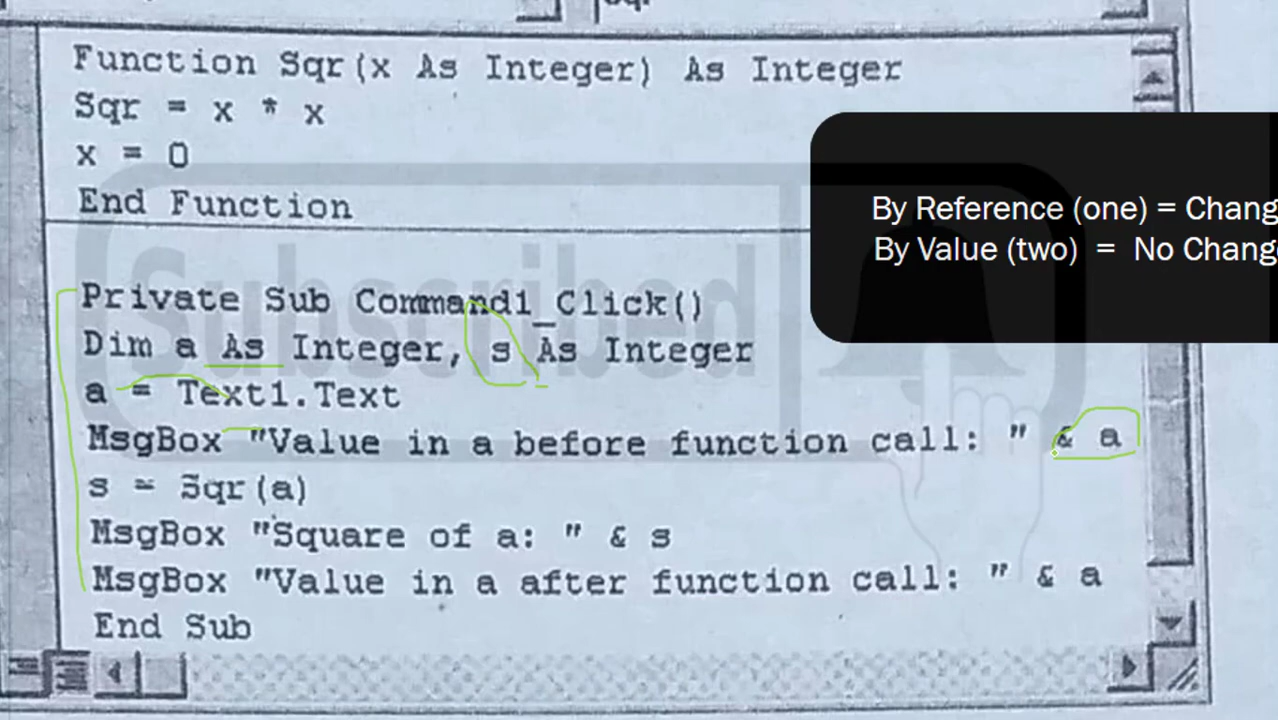 Function Sqr(x As Integer) As Integer
Sqr = x * x
x = 0
End Function
By Reference (one) = Chang
By Value (two) = No Chang
Private Sub Command1_Click()
Dim a As Integer, s As Integer
a = Text1.Text
MsgBox "Value in a before function call: " & a
s = Sqr(a)
MsgBox "Square of a: " & s
MsgBox "Value in a after function call: " & a
End Sub
Subscribed